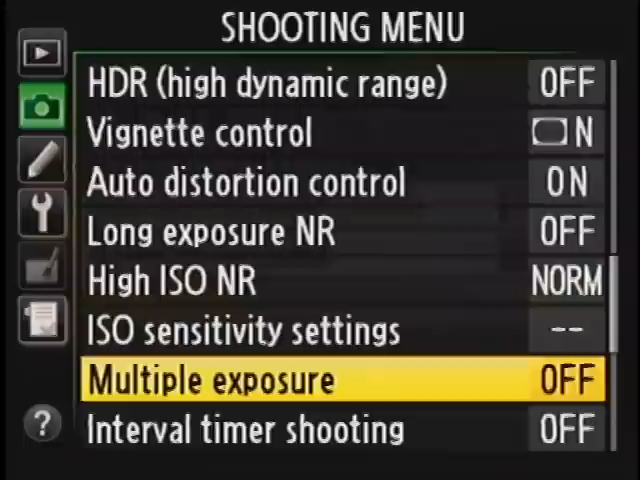 SHOOTING MENU
HDR (high dynamic range) OFF
Vignette control N
Auto distortion control ON
Long exposure NR OFF
High ISO NR NORM
ISO sensitivity settings --
Multiple exposure OFF
? Interval timer shooting OFF